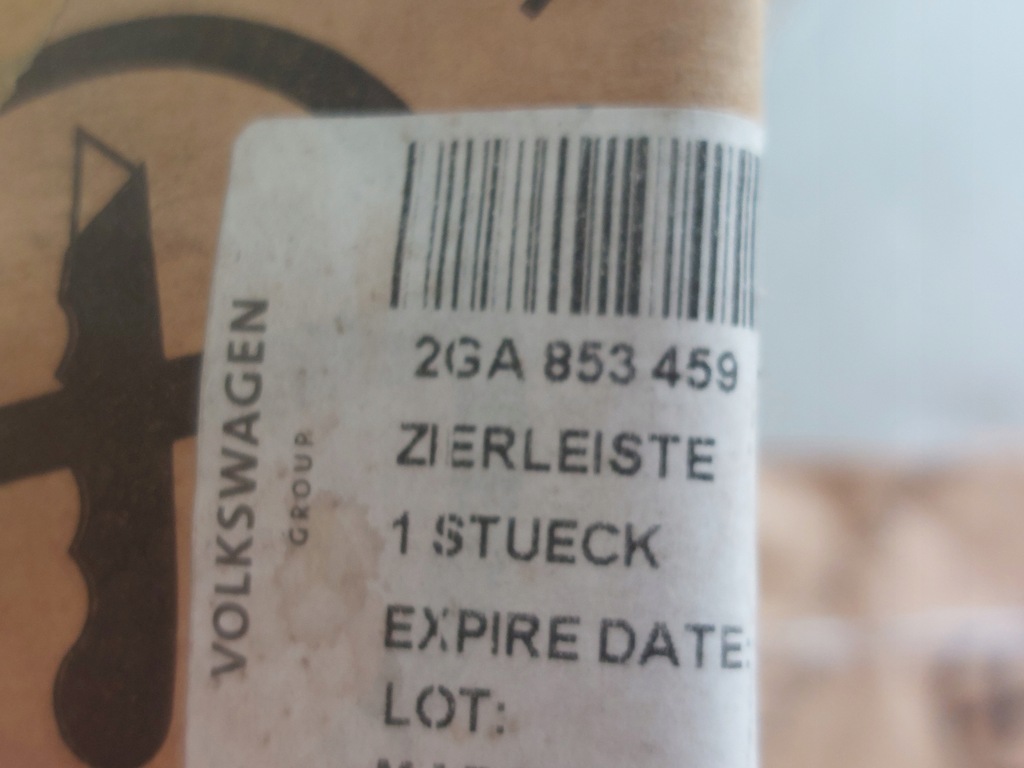 VOLKSWAGEN
GROUP
2GA 853 459
ZIERLEISTE
1 STUECK
EXPIRE DATE:
LOT: